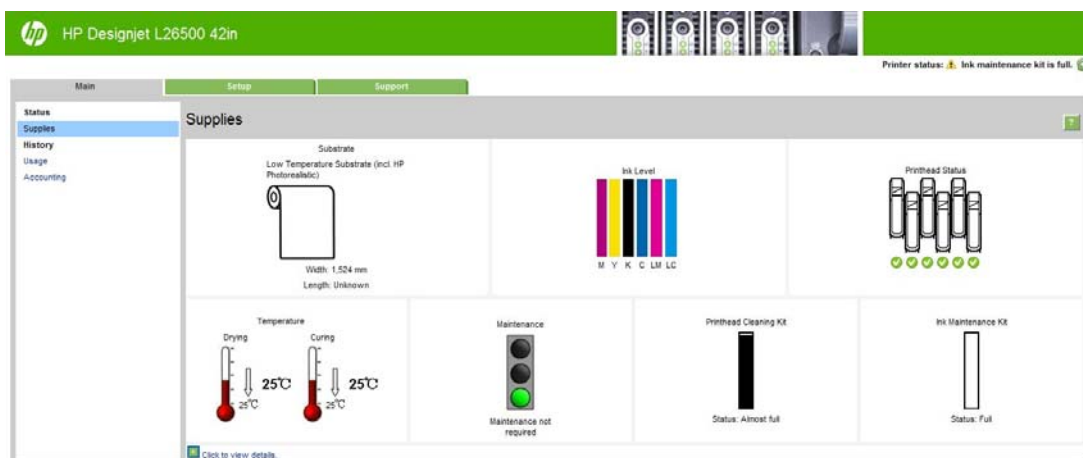 hp HP Designjet L26500 42in
Printer status: Ink maintenance kit is full.
Main Setup Support
Status
Supplies
History
Usage
Accounting
Supplies
?
Substrate
Low Temperature Substrate (incl. HP
Photorealistic)
Width: 1,524 mm
Length: Unknown
Ink Level
M Y K C LM LC
Printhead Status
Temperature
Drying Curing
25°C 25°C
25°C 25°C
Maintenance
Maintenance not
required
Printhead Cleaning Kit
Status: Almost full
Ink Maintenance Kit
Status: Full
Click to view details.